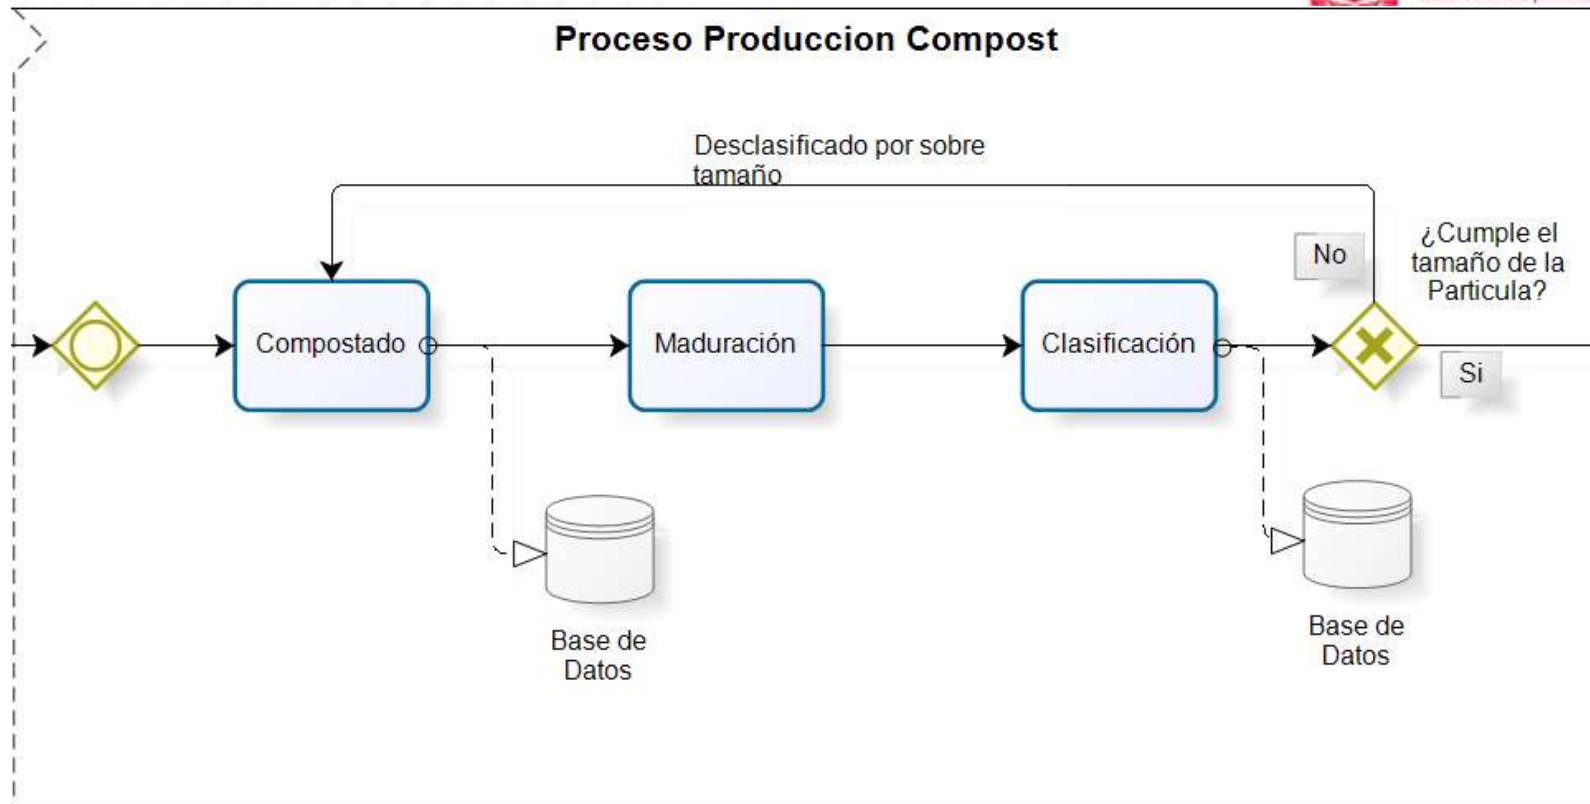 Proceso Produccion Compost
Desclasificado por sobre
tamaño
No
¿Cumple el
tamaño de la
Particula?
Compostado
Maduración
Clasificación
Si
Base de
Datos
Base de
Datos